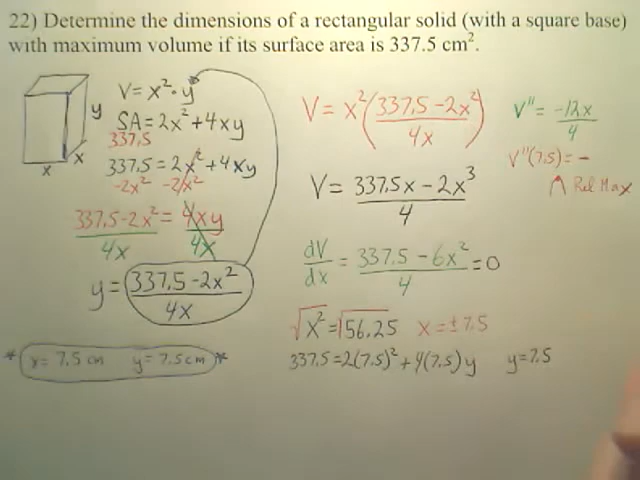 22) Determine the dimensions of a rectangular solid (with a square base)
with maximum volume if its surface area is 337.5 cm².
y
x
x
V = x² · y
SA = 2x² + 4xy
337.5
337.5 = 2x² + 4xy
-2x² -2x²
337.5 - 2x² = 4xy
4x 4x
y = 337.5 - 2x²
4x
* x = 7.5 cm y = 7.5 cm *
V = x² (337.5 - 2x²)
4x
V = 337.5x - 2x³
4
dV = 337.5 - 6x² = 0
dx 4
√x² = √56.25 x = ± 7.5
337.5 = 2(7.5)² + 4(7.5)y y = 7.5
V" = -12x
4
V"(7.5) = -
∩ Rel Max